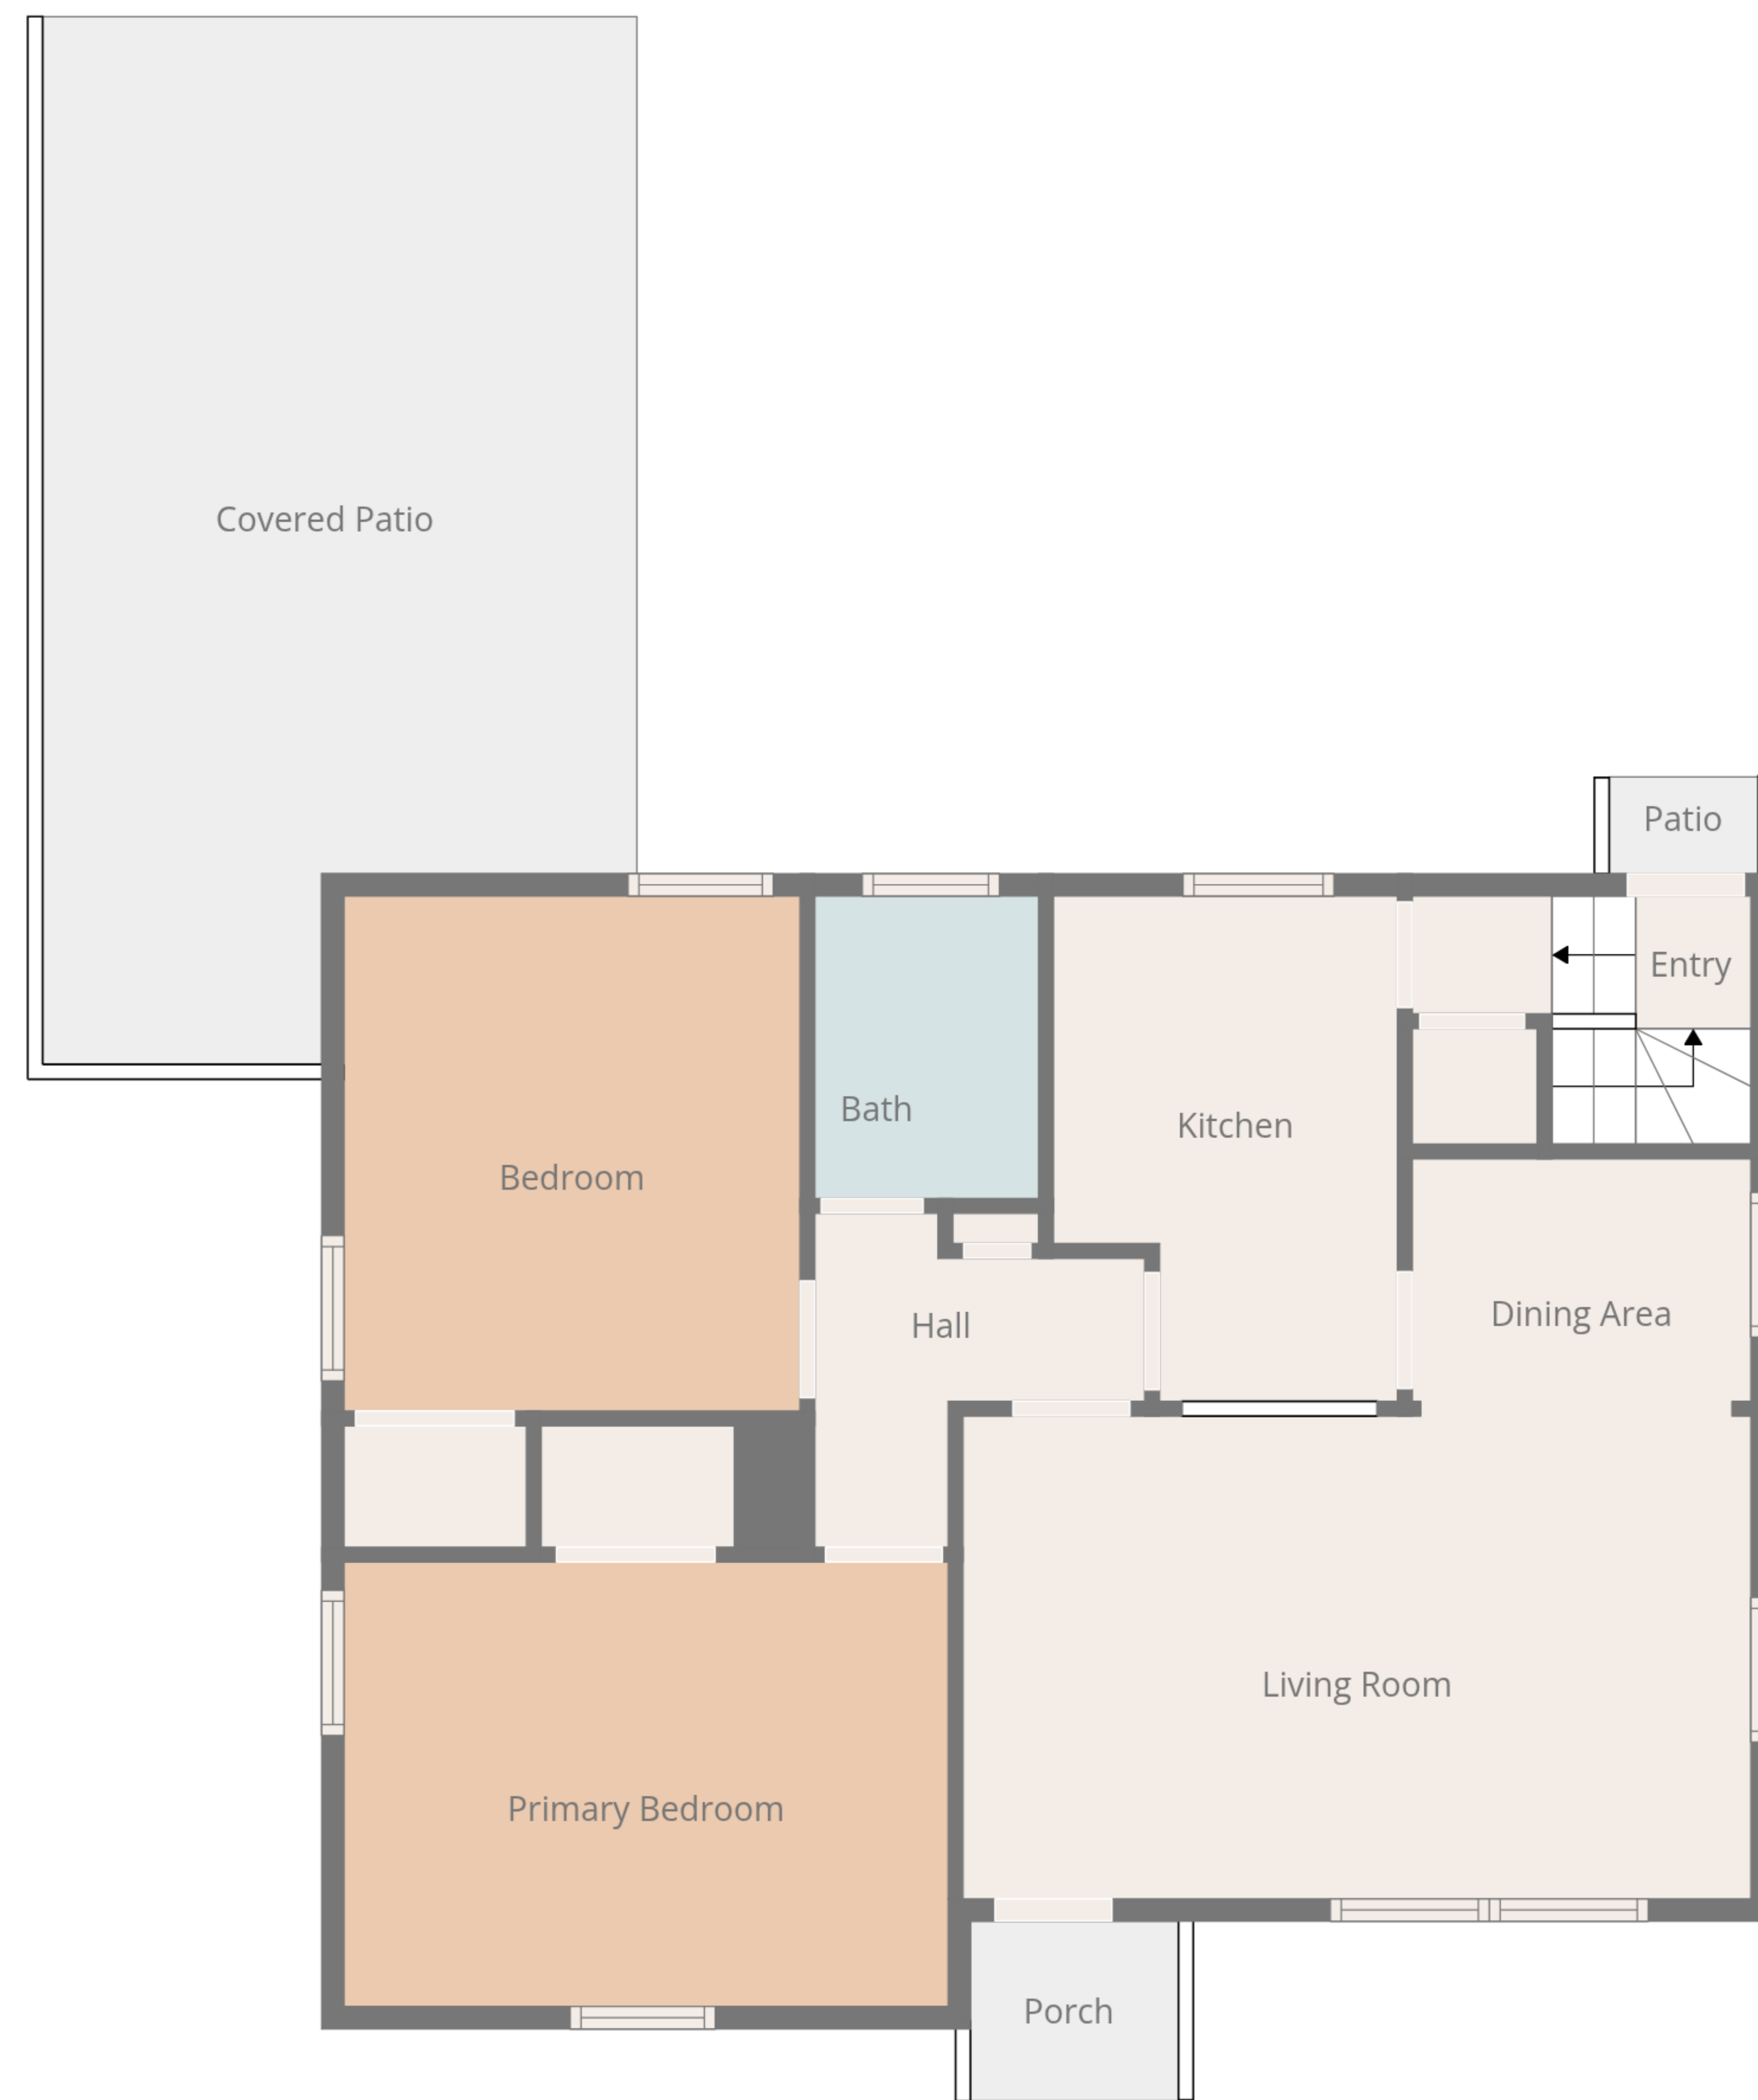 Covered Patio
Patio
Entry
Bath
Kitchen
Bedroom
Dining Area
Hall
Living Room
Primary Bedroom
Porch